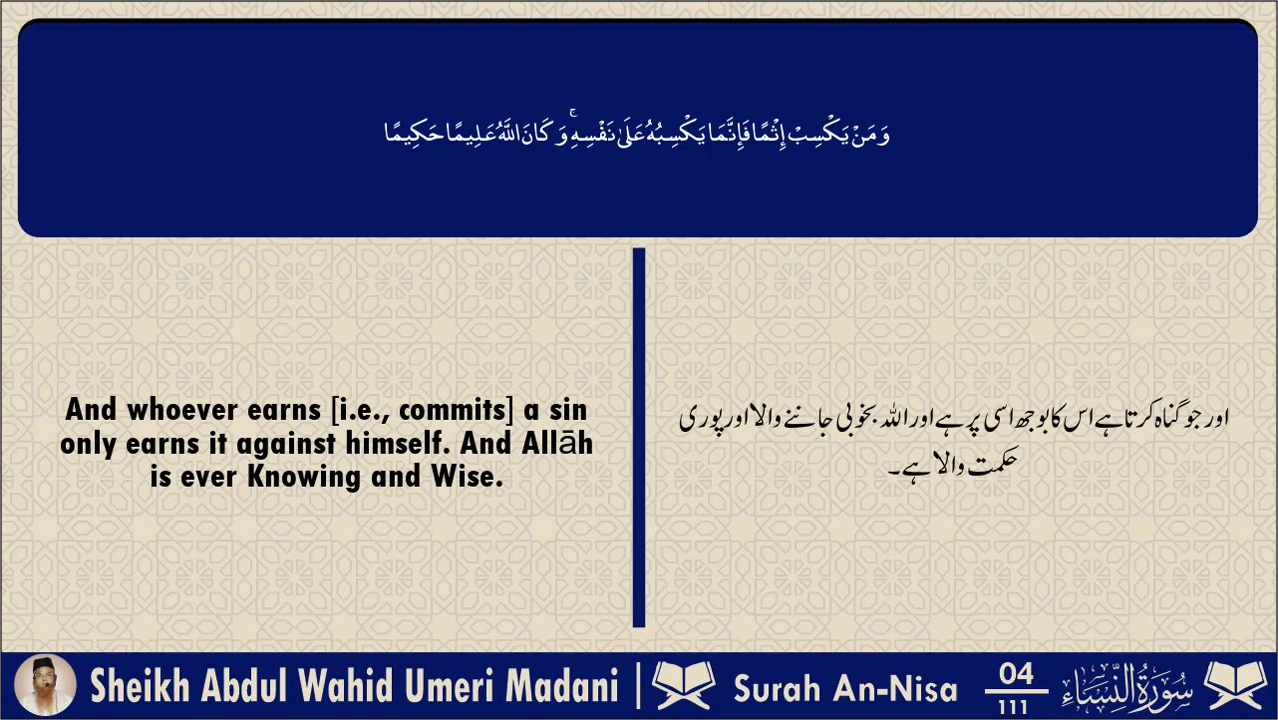 وَمَنْ يَكْسِبْ إِثْمًا فَإِنَّمَا يَكْسِبُهُ عَلَىٰ نَفْسِهِ ۚ وَكَانَ اللَّهُ عَلِيمًا حَكِيمًا
And whoever earns [i.e., commits] a sin
only earns it against himself. And Allāh
is ever Knowing and Wise.
اور جو گناہ کرتا ہے اس کا بوجھ اسی پر ہے اور اللہ بخوبی جاننے والا اور پوری
حکمت والا ہے۔
Sheikh Abdul Wahid Umeri Madani | Surah An-Nisa 04
111
سُورَةُ النِّسَاءِ